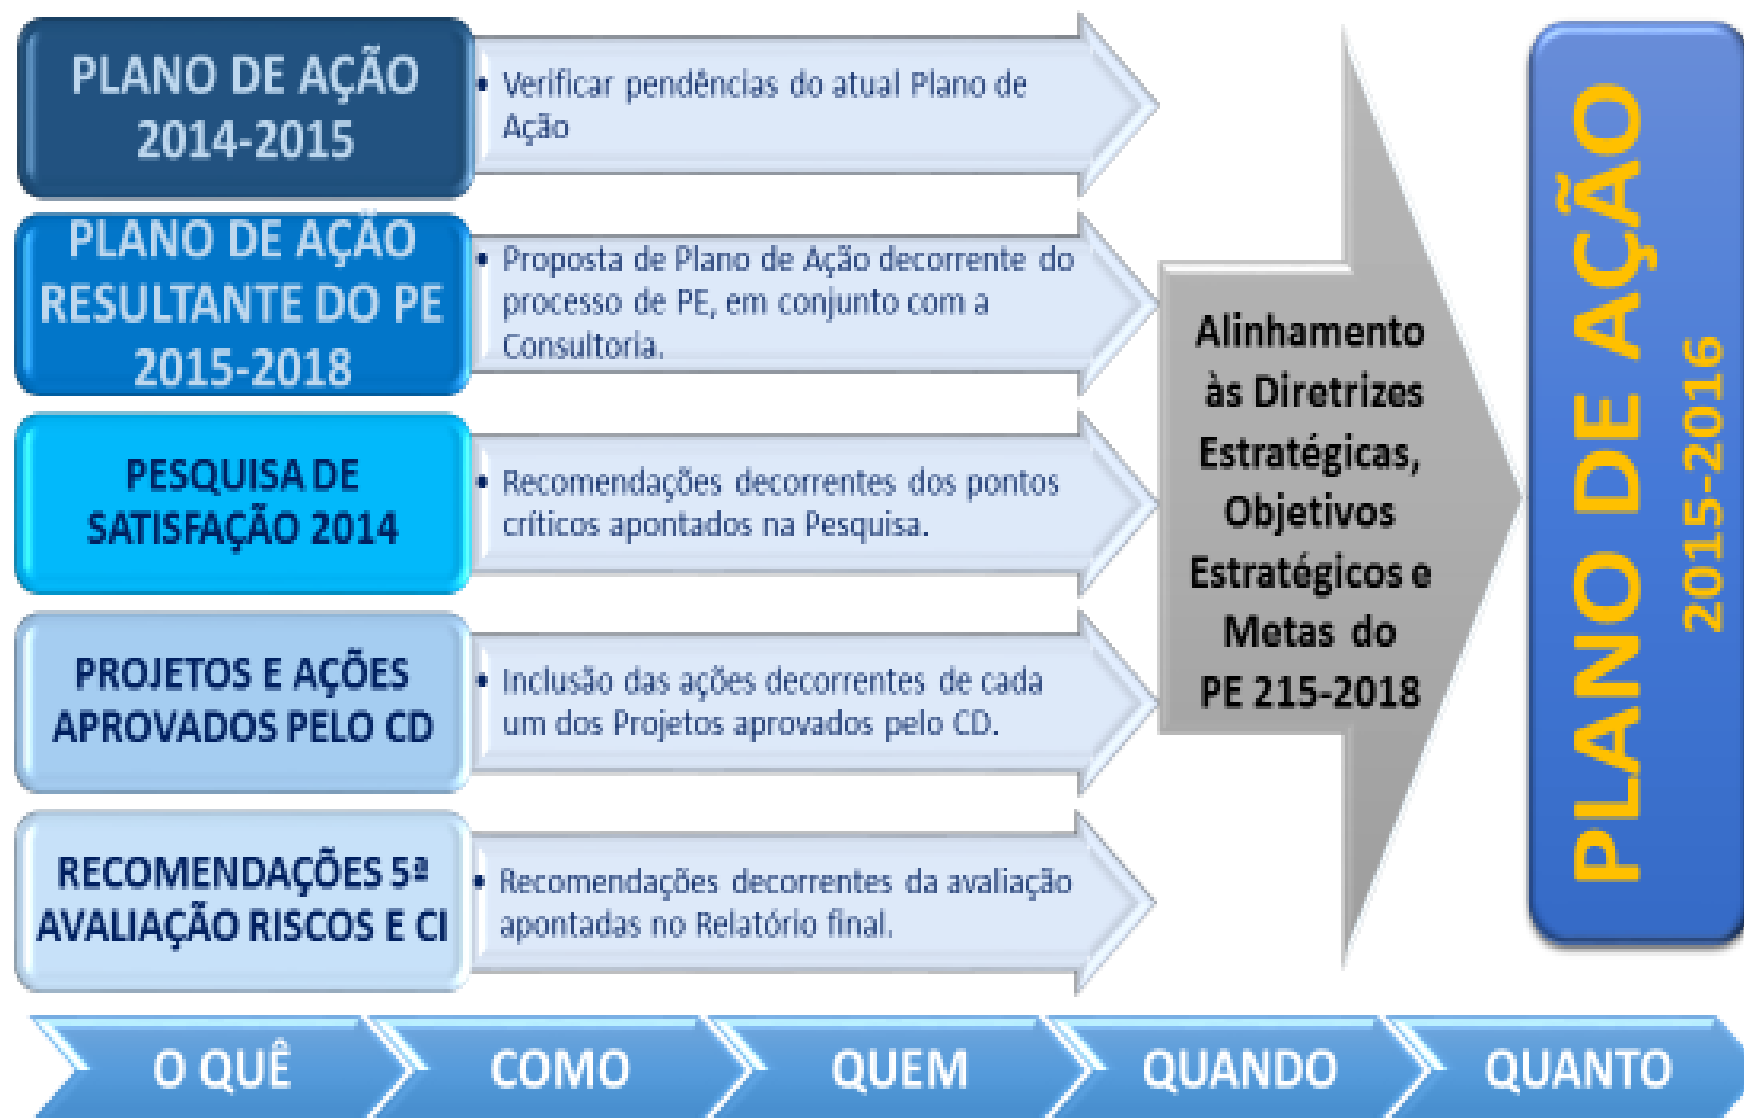 PLANO DE AÇÃO
2014-2015
• Verificar pendências do atual Plano de
Ação
PLANO DE AÇÃO
RESULTANTE DO PE
2015-2018
• Proposta de Plano de Ação decorrente do
processo de PE, em conjunto com a
Consultoria.
PESQUISA DE
SATISFAÇÃO 2014
• Recomendações decorrentes dos pontos
críticos apontados na Pesquisa.
PROJETOS E AÇÕES
APROVADOS PELO CD
• Inclusão das ações decorrentes de cada
um dos Projetos aprovados pelo CD.
RECOMENDAÇÕES 5ª
AVALIAÇÃO RISCOS E CI
• Recomendações decorrentes da avaliação
apontadas no Relatório final.
Alinhamento
às Diretrizes
Estratégicas,
Objetivos
Estratégicos e
Metas do
PE 215-2018
PLANO DE AÇÃO
2015-2016
O QUÊ
COMO
QUEM
QUANDO
QUANTO